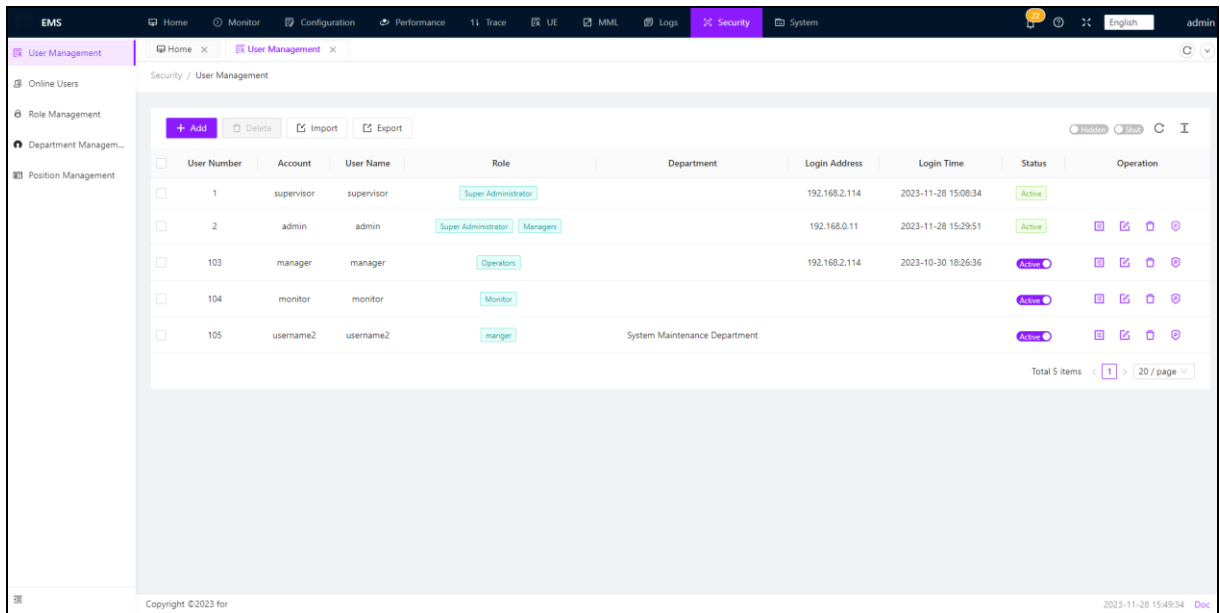 EMS Home Monitor Configuration Performance Trace UE MML Logs Security System 22 English admin
User Management
Online Users
Role Management
Department Managem...
Position Management
Home User Management
Security / User Management
Add Delete Import Export Hidden Shut
User Number Account User Name Role Department Login Address Login Time Status Operation
1 supervisor supervisor Super Administrator 192.168.2.114 2023-11-28 15:08:34 Active
2 admin admin Super Administrator Managers 192.168.0.11 2023-11-28 15:29:51 Active
103 manager manager Operators 192.168.2.114 2023-10-30 18:26:36 Active
104 monitor monitor Monitor Active
105 username2 username2 manger System Maintenance Department Active
Total 5 items < 1 > 20 / page
Copyright ©2023 for 2023-11-28 15:49:34 Doc